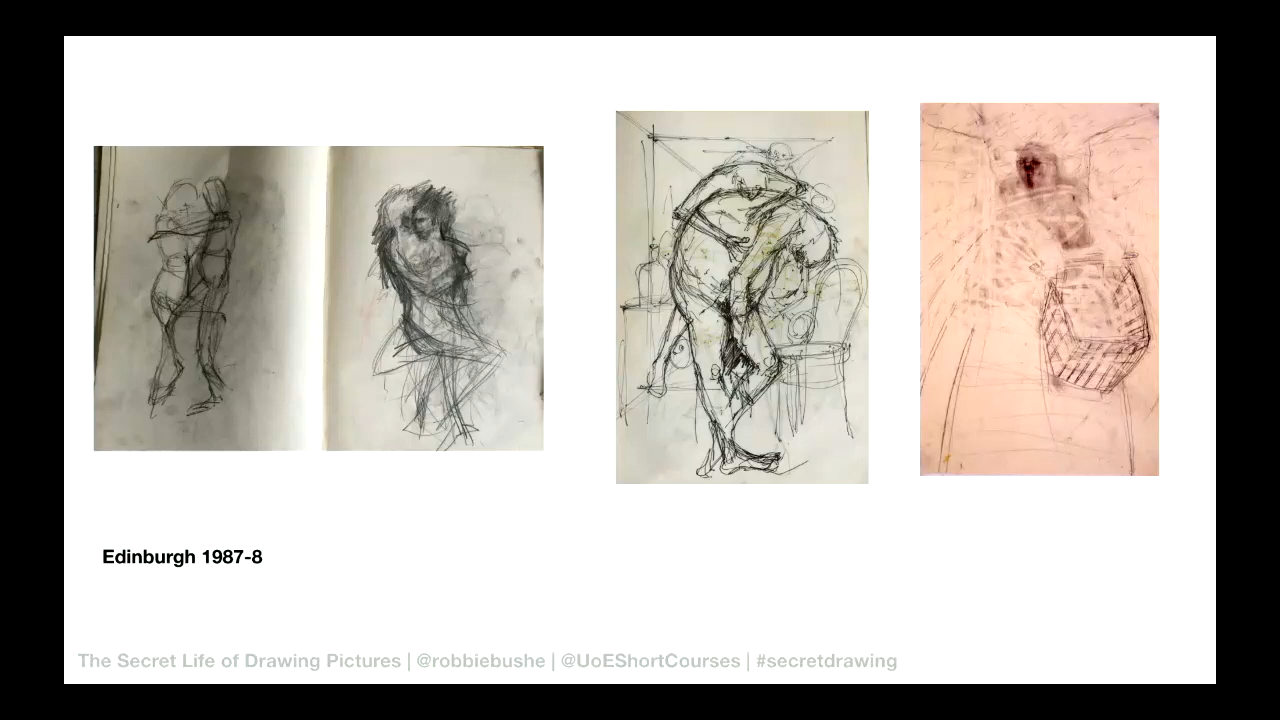 Edinburgh 1987-8
The Secret Life of Drawing Pictures | @robbiebushe | @UoEShortCourses | #secretdrawing